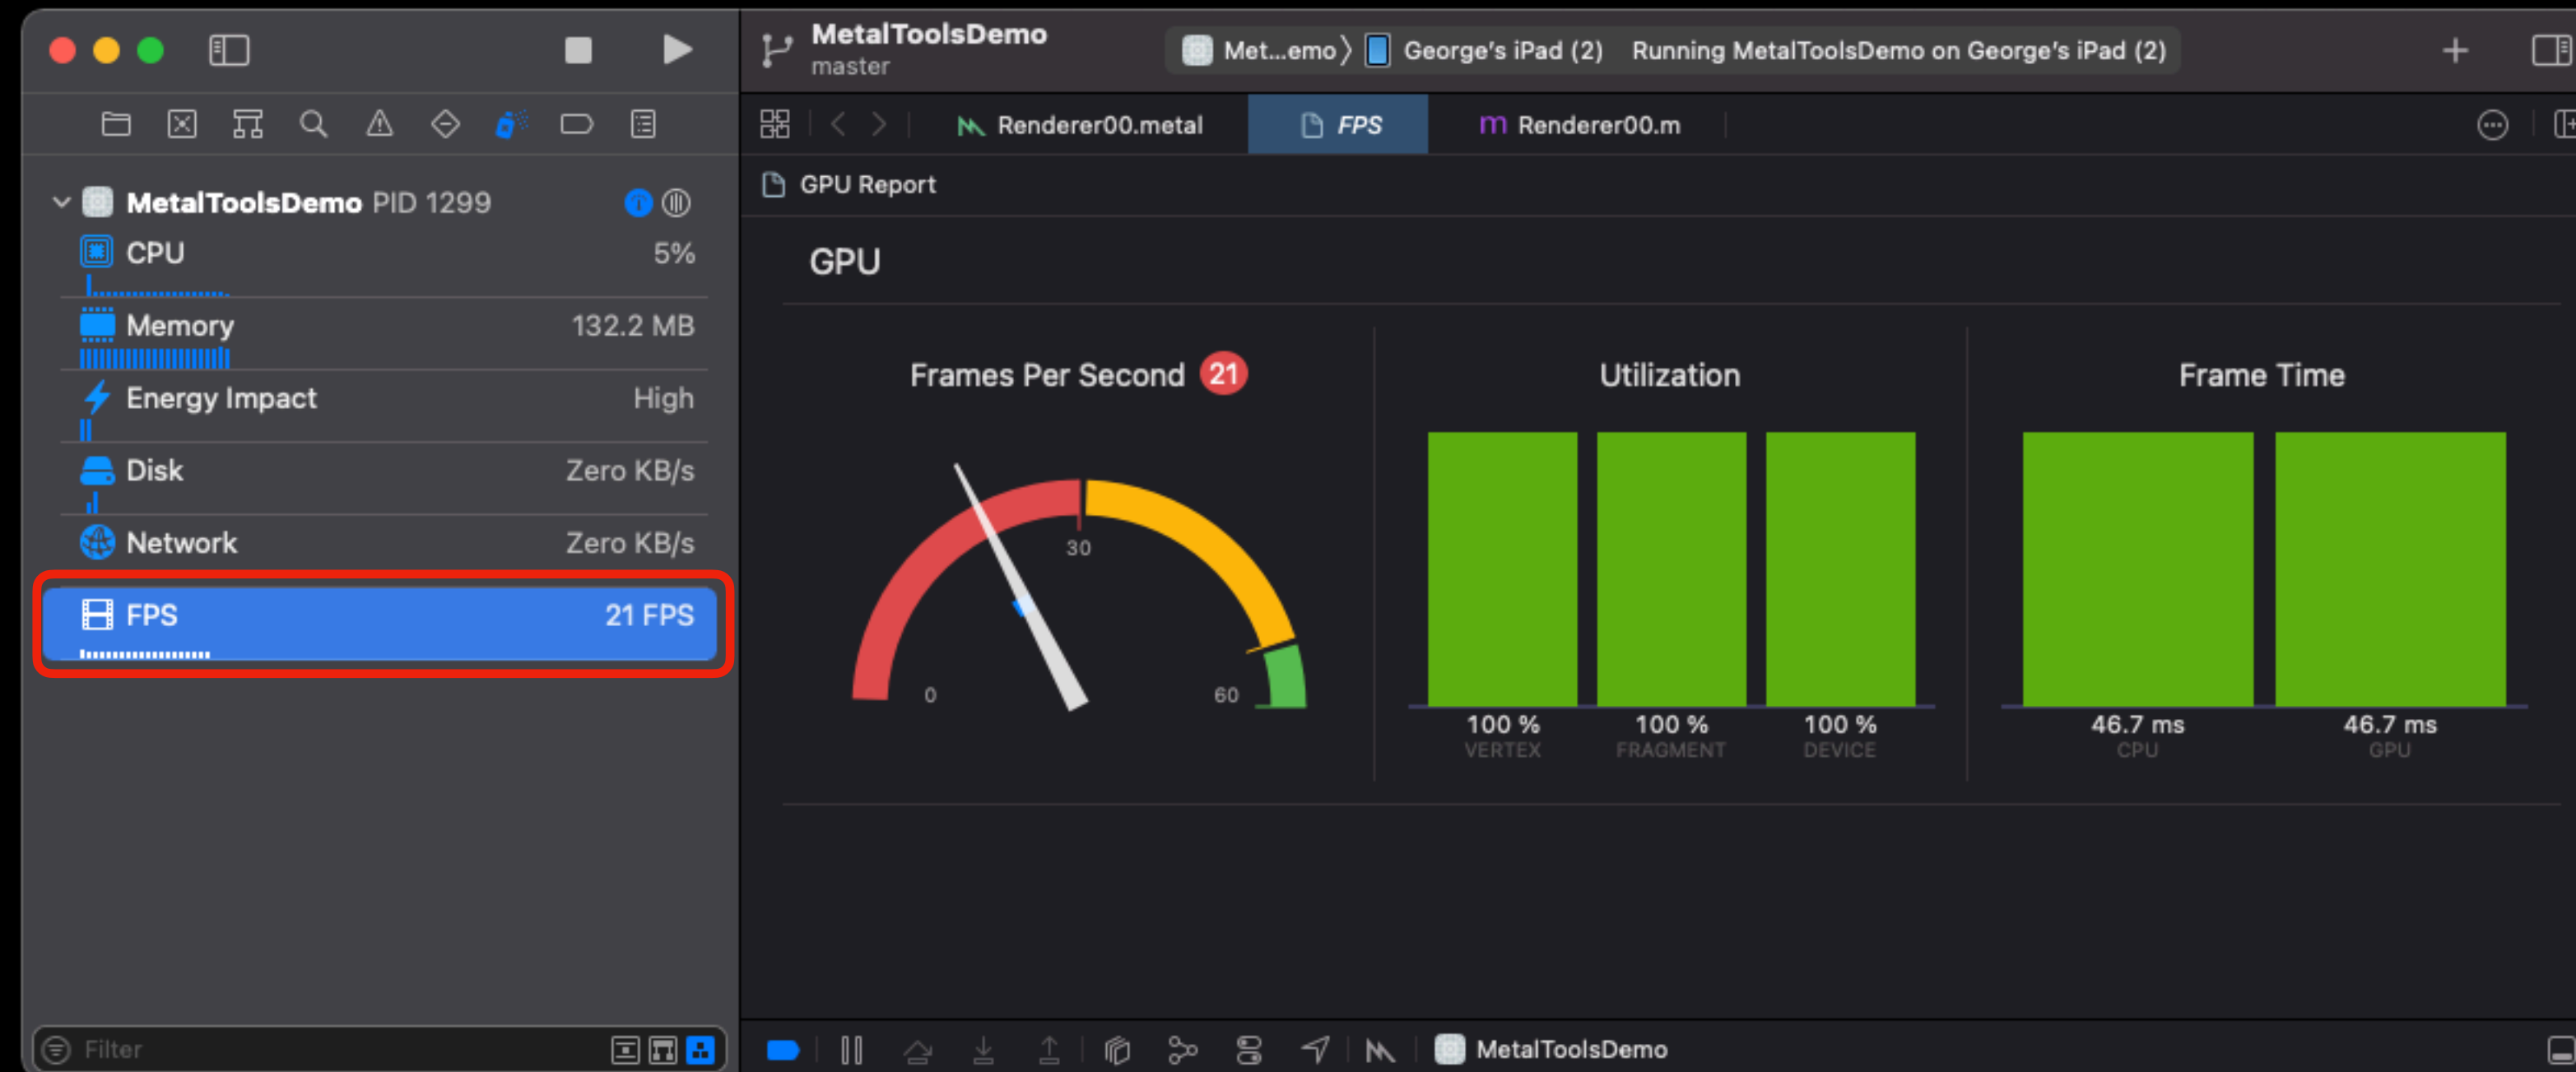 MetalToolsDemo
master
Met...emo
George's iPad (2)
Running MetalToolsDemo on George's iPad (2)
Renderer00.metal
FPS
m Renderer00.m
GPU Report
MetalToolsDemo PID 1299
CPU 5%
Memory 132.2 MB
Energy Impact High
Disk Zero KB/s
Network Zero KB/s
FPS 21 FPS
Filter
GPU
Frames Per Second 21
30
0
60
Utilization
100 % 100 % 100 %
VERTEX FRAGMENT DEVICE
Frame Time
46.7 ms 46.7 ms
CPU GPU
MetalToolsDemo